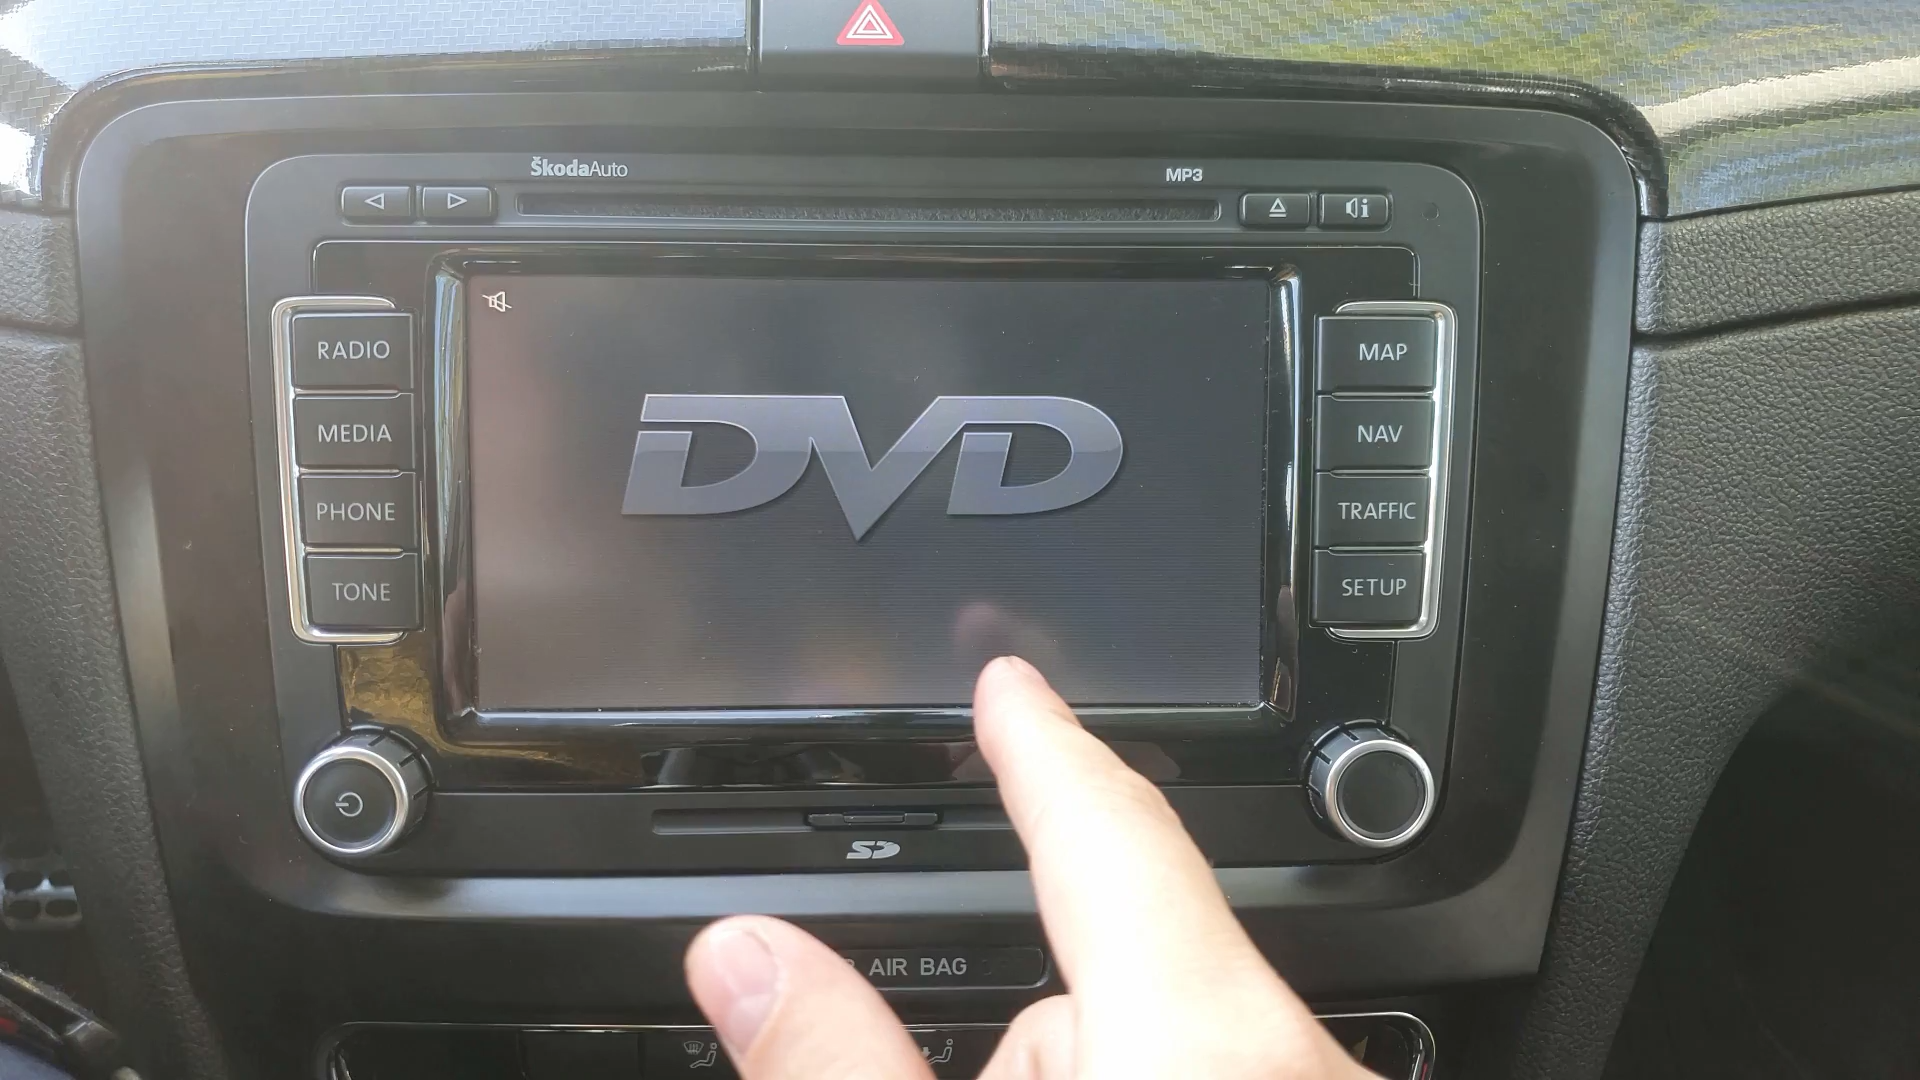 ŠkodaAuto
MP3
RADIO
MEDIA
PHONE
TONE
DVD
MAP
NAV
TRAFFIC
SETUP
SD
AIR BAG